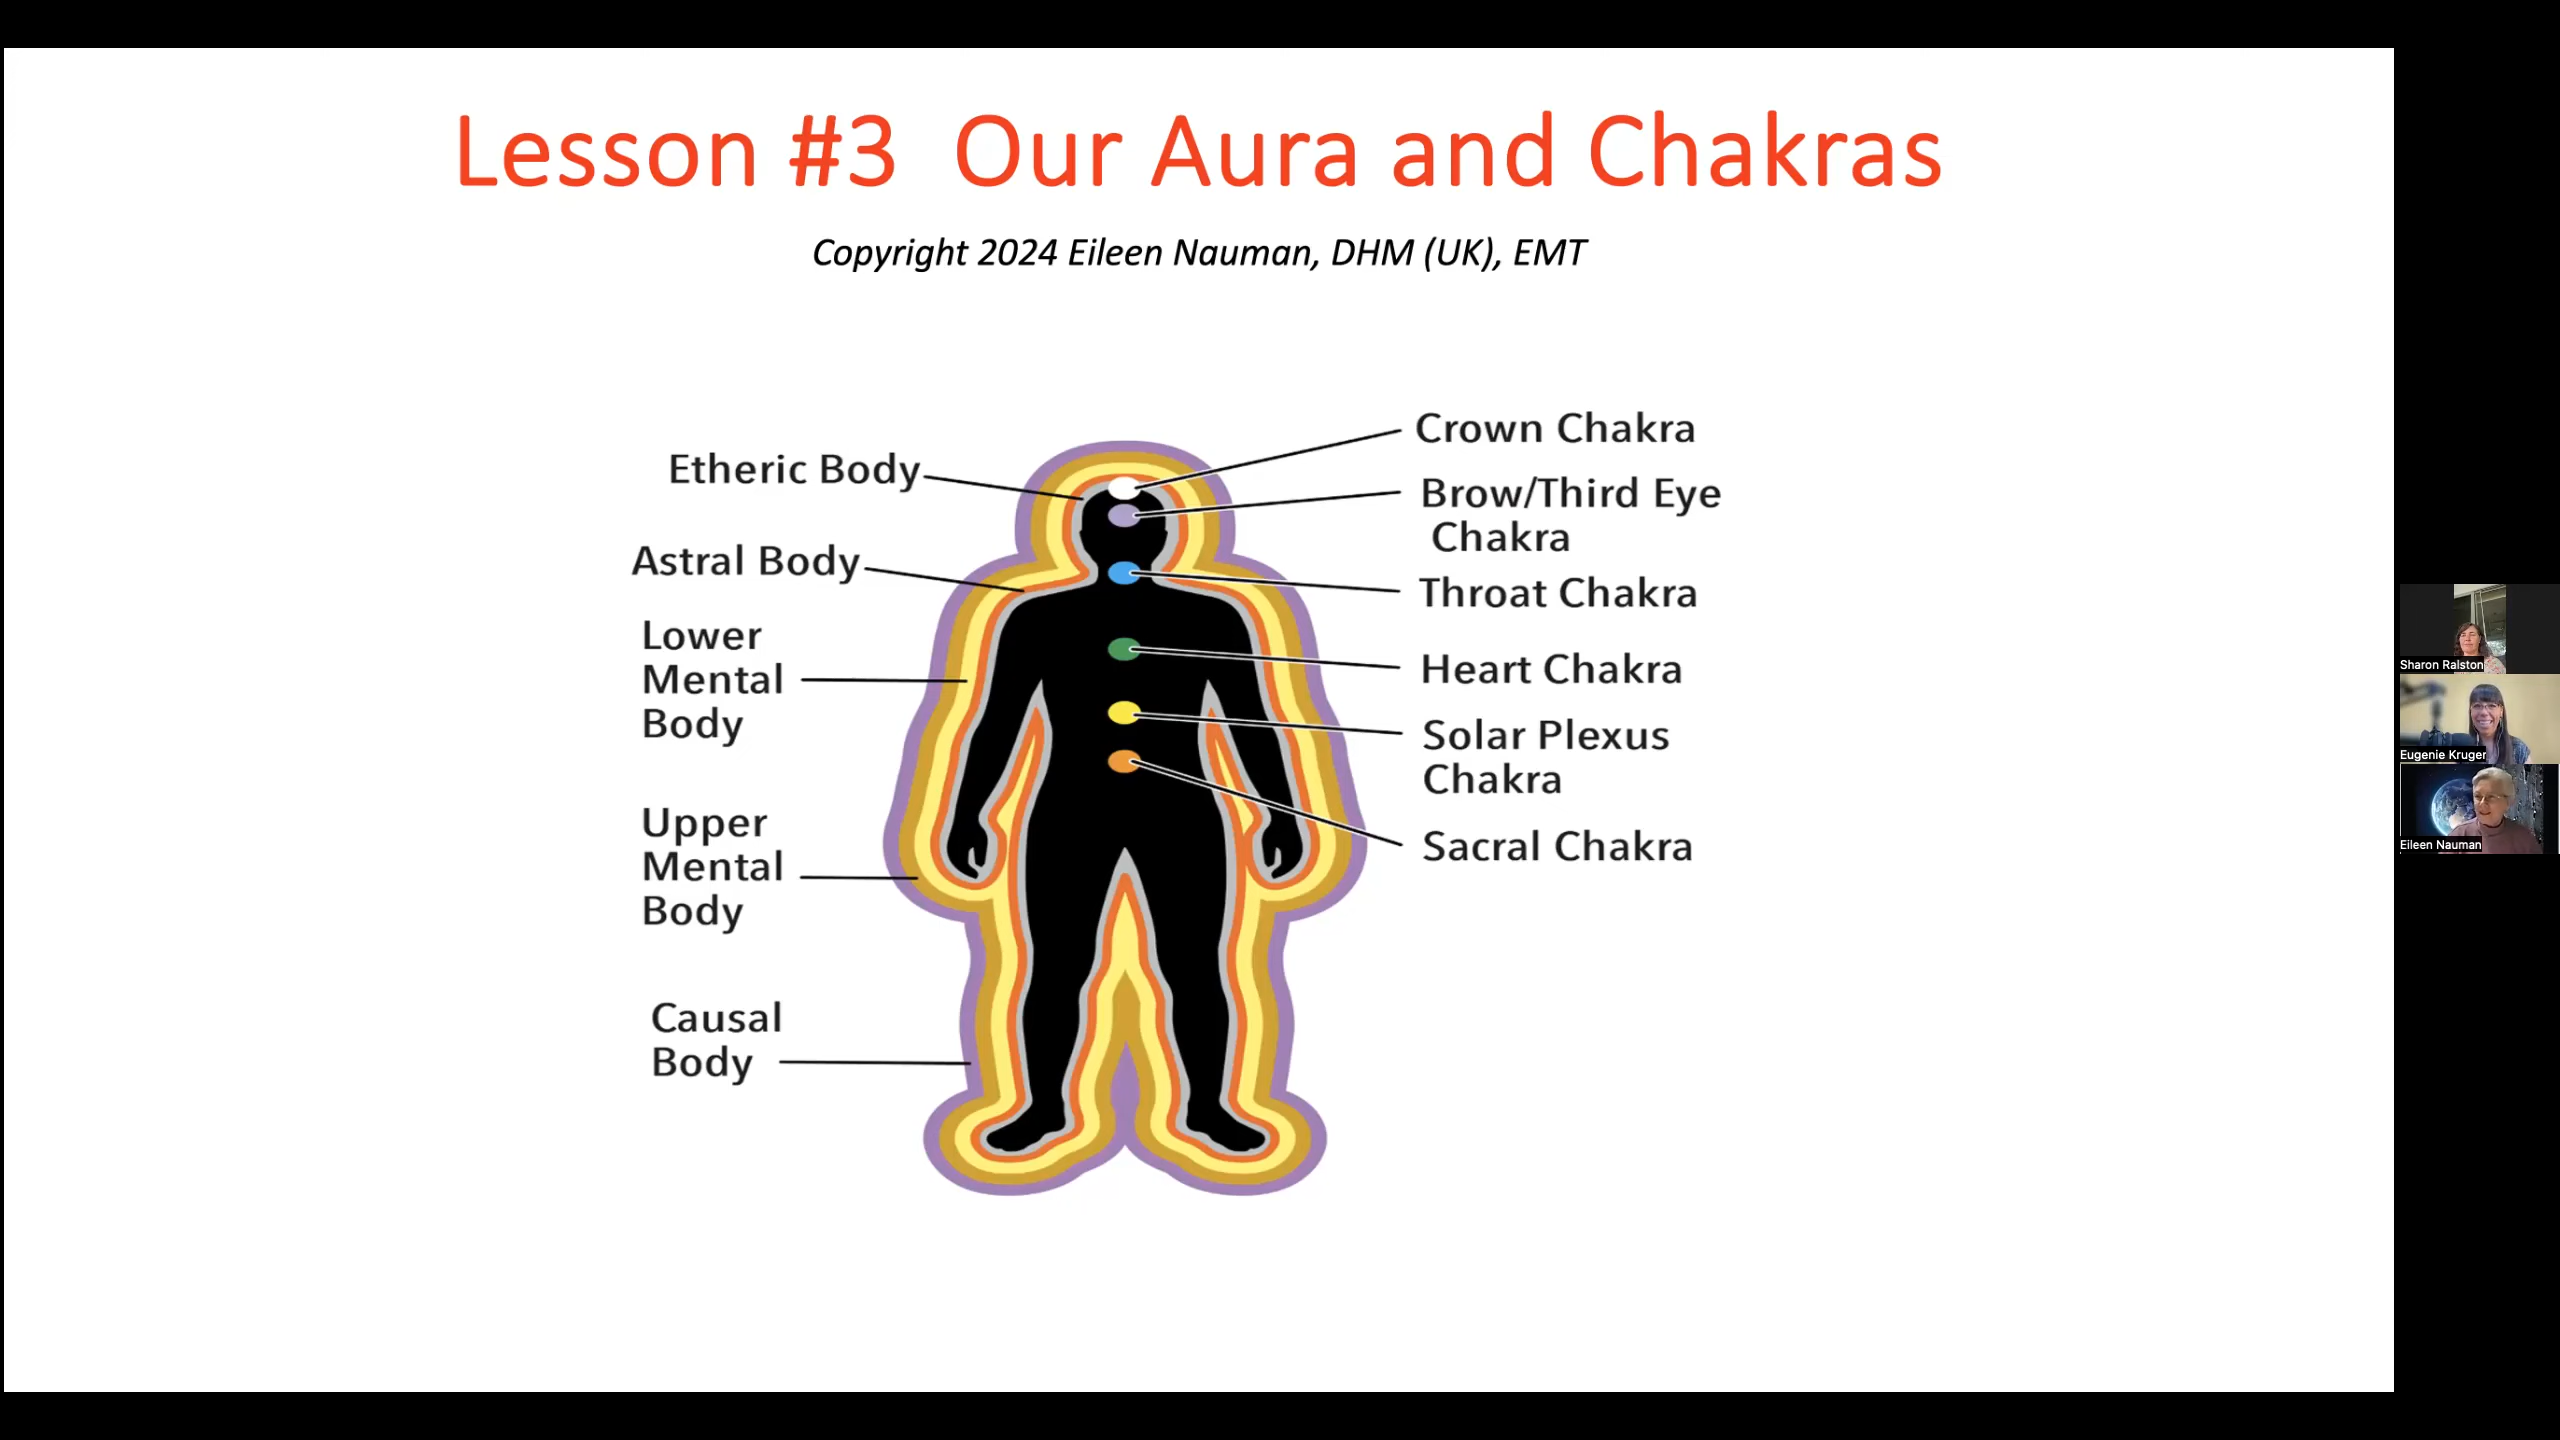 Lesson #3  Our Aura and Chakras
Copyright 2024 Eileen Nauman, DHM (UK), EMT
Etheric Body
Astral Body
Lower
Mental
Body
Upper
Mental
Body
Causal
Body
Crown Chakra
Brow/Third Eye
Chakra
Throat Chakra
Heart Chakra
Solar Plexus
Chakra
Sacral Chakra
Sharon Ralston
Eugenie Kruger
Eileen Nauman